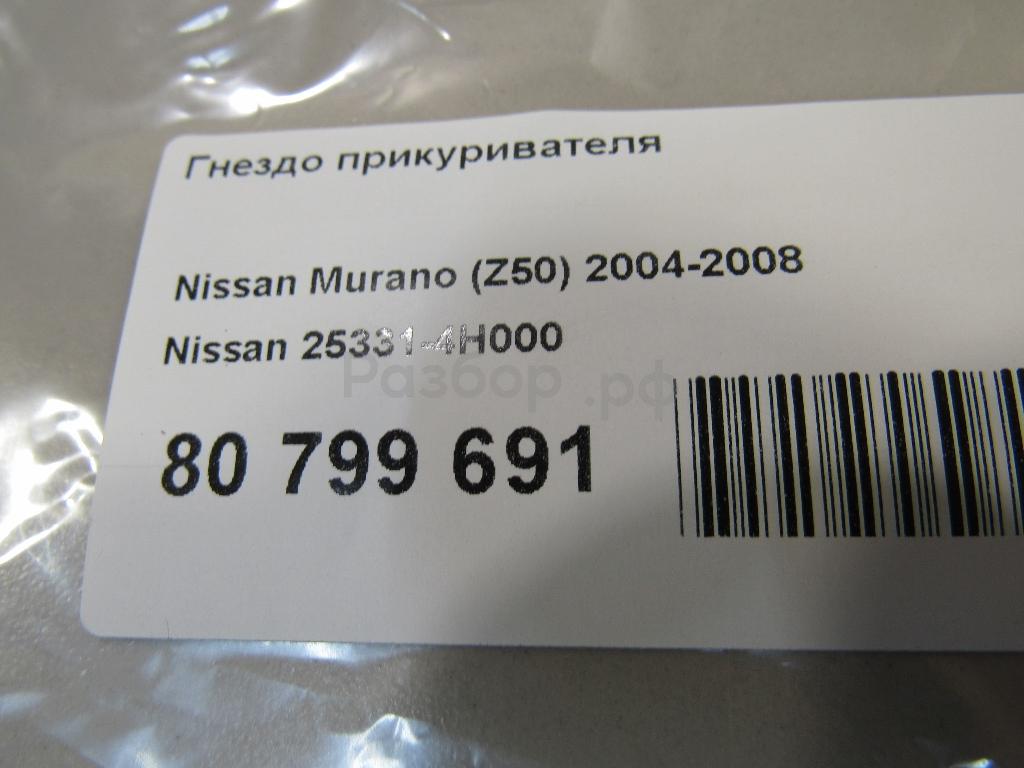 Гнездо прикуривателя
Nissan Murano (Z50) 2004-2008
Nissan 25331-4H000
Разбор.рф
80 799 691